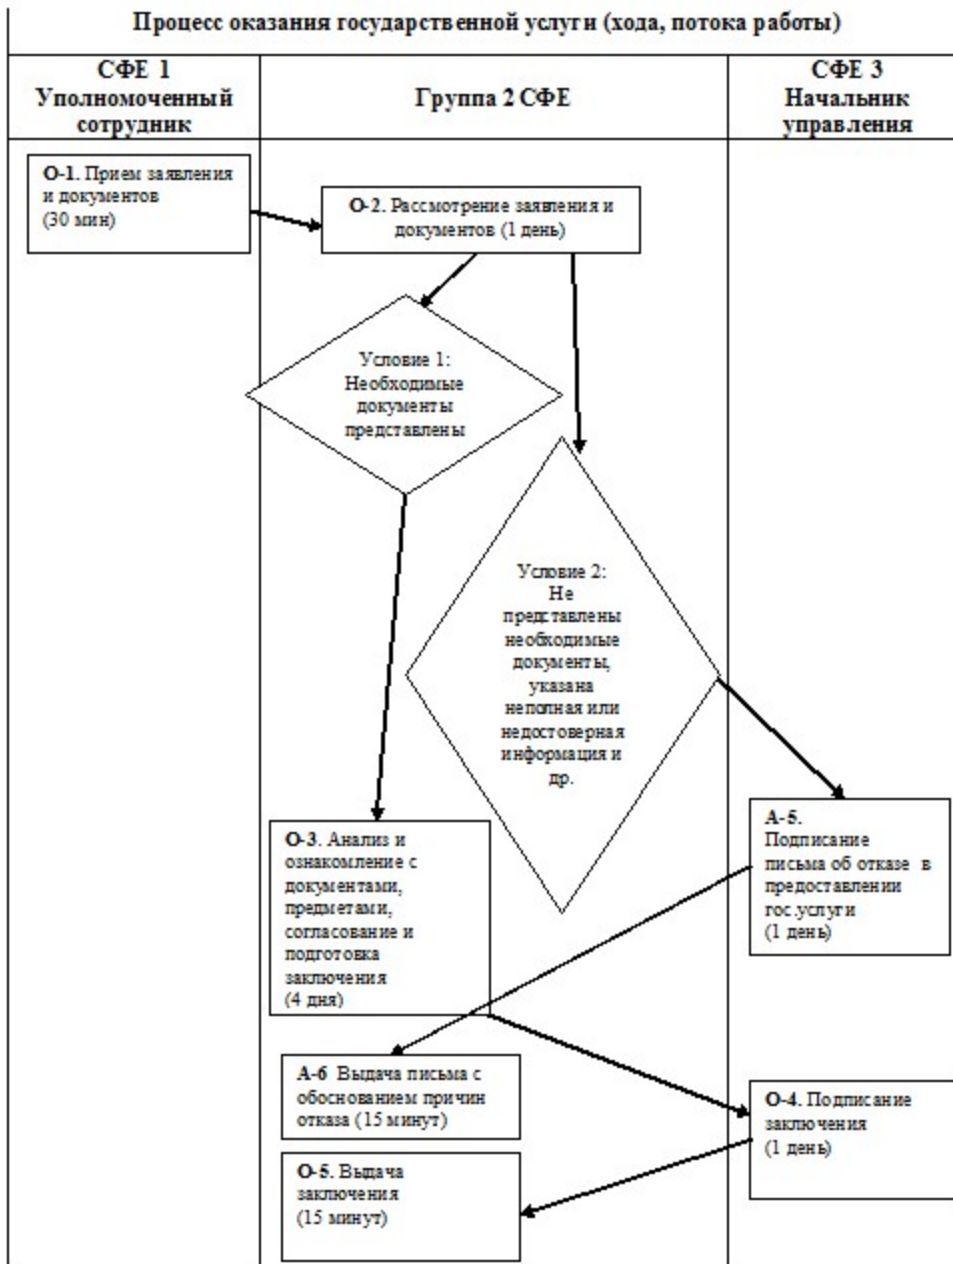 Процесс оказания государственной услуги (хода, потока работы)
СФЕ 1
Уполномоченный
сотрудник
Группа 2 СФЕ
СФЕ 3
Начальник
управления
О-1. Прием заявления
и документов
(30 мин)
О-2. Рассмотрение заявления и
документов (1 день)
Условие 1:
Необходимые
документы
представлены
Условие 2:
Не
представлены
необходимые
документы,
указана
неполная или
недостоверная
информация и
др.
О-3. Анализ и
ознакомление с
документами,
предметами,
согласование и
подготовка
заключения
(4 дня)
А-5.
Подписание
письма об отказе в
предоставлении
гос.услуги
(1 день)
А-6 Выдача письма с
обоснованием причин
отказа (15 минут)
О-4. Подписание
заключения
(1 день)
О-5. Выдача
заключения
(15 минут)